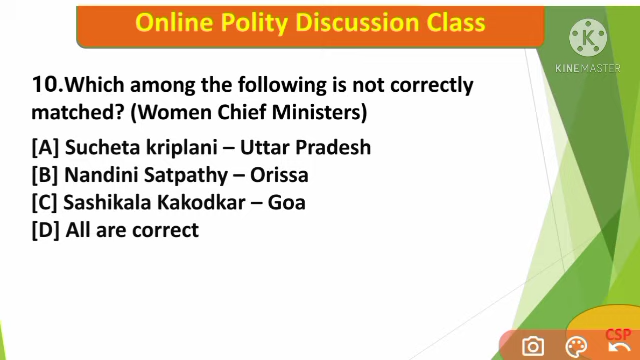 Online Polity Discussion Class
K
KINEMASTER
10.Which among the following is not correctly
matched? (Women Chief Ministers)
[A] Sucheta kriplani – Uttar Pradesh
[B] Nandini Satpathy – Orissa
[C] Sashikala Kakodkar – Goa
[D] All are correct
CSP